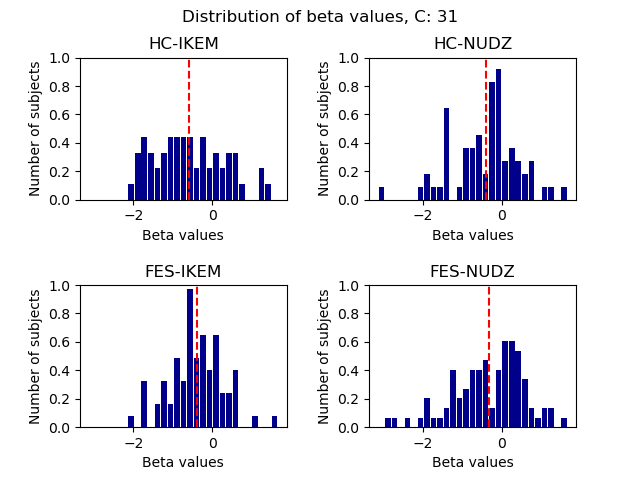 Distribution of beta values, C: 31
HC-IKEM
HC-NUDZ
1.0
0.8
0.6
0.4
0.2
0.0
Number of subjects
−2
0
Beta values
1.0
0.8
0.6
0.4
0.2
0.0
Number of subjects
−2
0
Beta values
FES-IKEM
FES-NUDZ
1.0
0.8
0.6
0.4
0.2
0.0
Number of subjects
−2
0
Beta values
1.0
0.8
0.6
0.4
0.2
0.0
Number of subjects
−2
0
Beta values